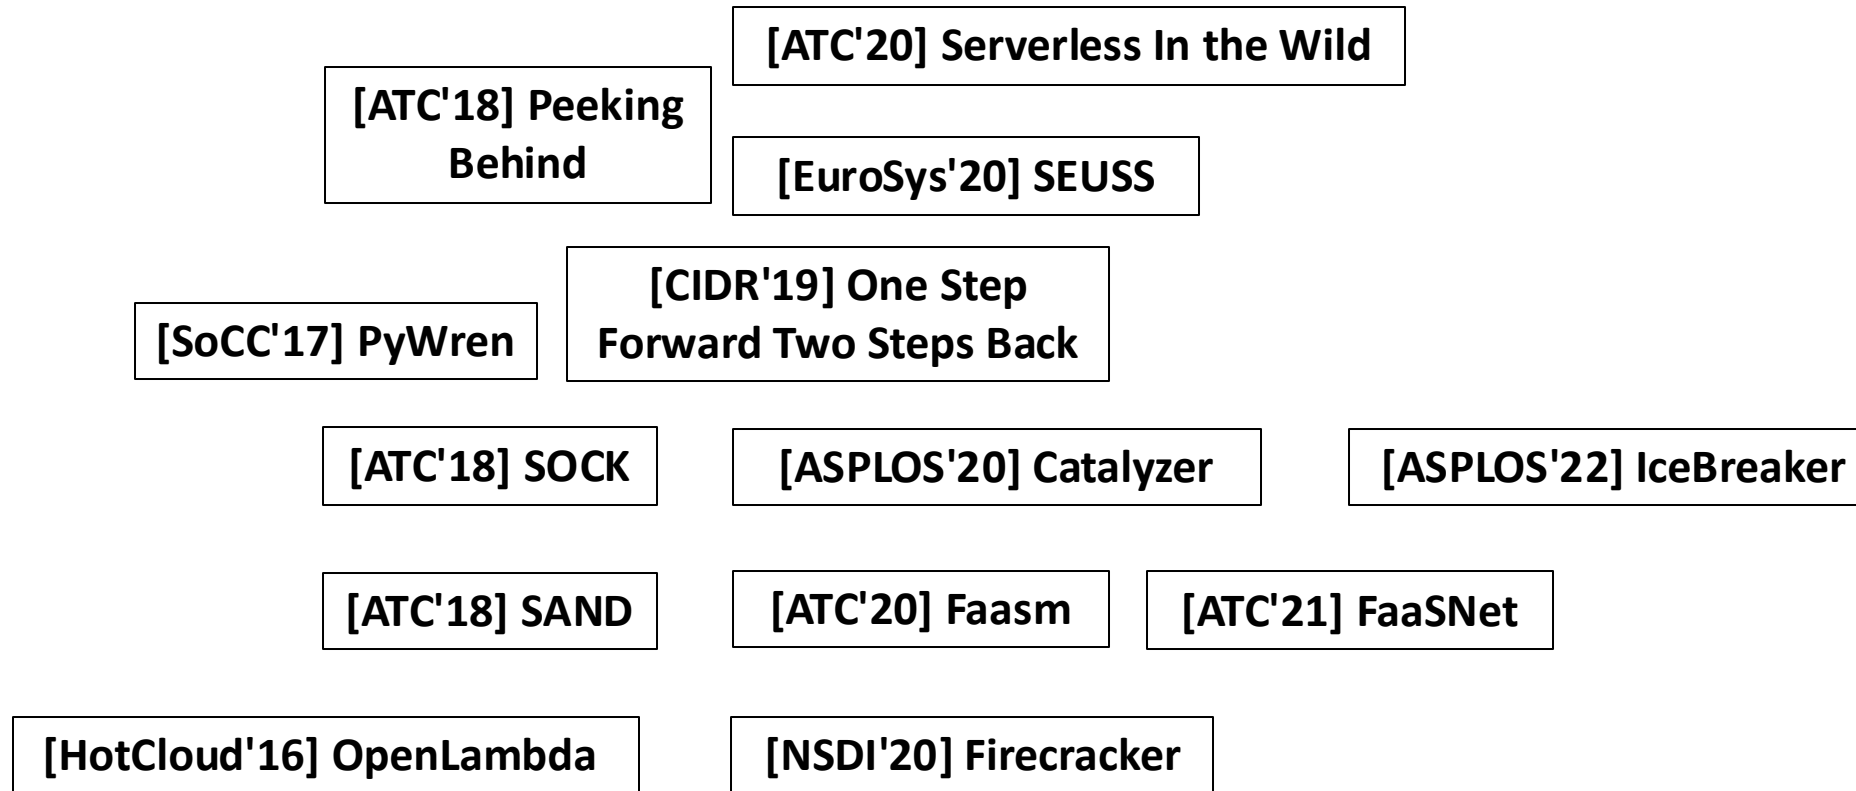 [ATC'20] Serverless In the Wild
[ATC'18] Peeking
Behind
[EuroSys'20] SEUSS
[CIDR'19] One Step
Forward Two Steps Back
[SoCC'17] PyWren
[ATC'18] SOCK
[ASPLOS'20] Catalyzer
[ASPLOS'22] IceBreaker
[ATC'18] SAND
[ATC'20] Faasm
[ATC'21] FaaSNet
[HotCloud'16] OpenLambda
[NSDI'20] Firecracker